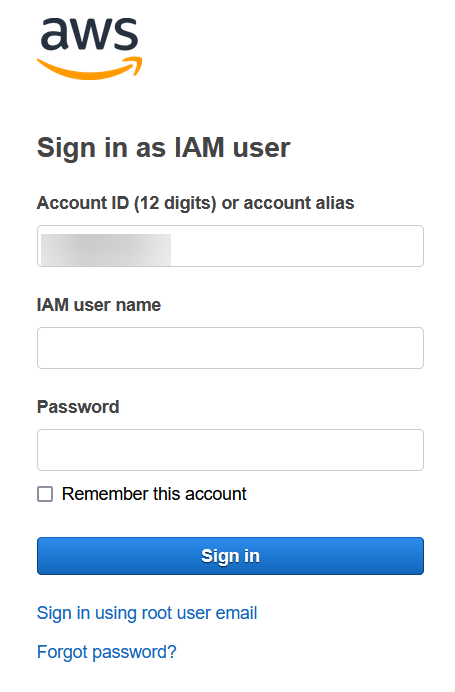 aws
Sign in as IAM user
Account ID (12 digits) or account alias
IAM user name
Password
Remember this account
Sign in
Sign in using root user email
Forgot password?